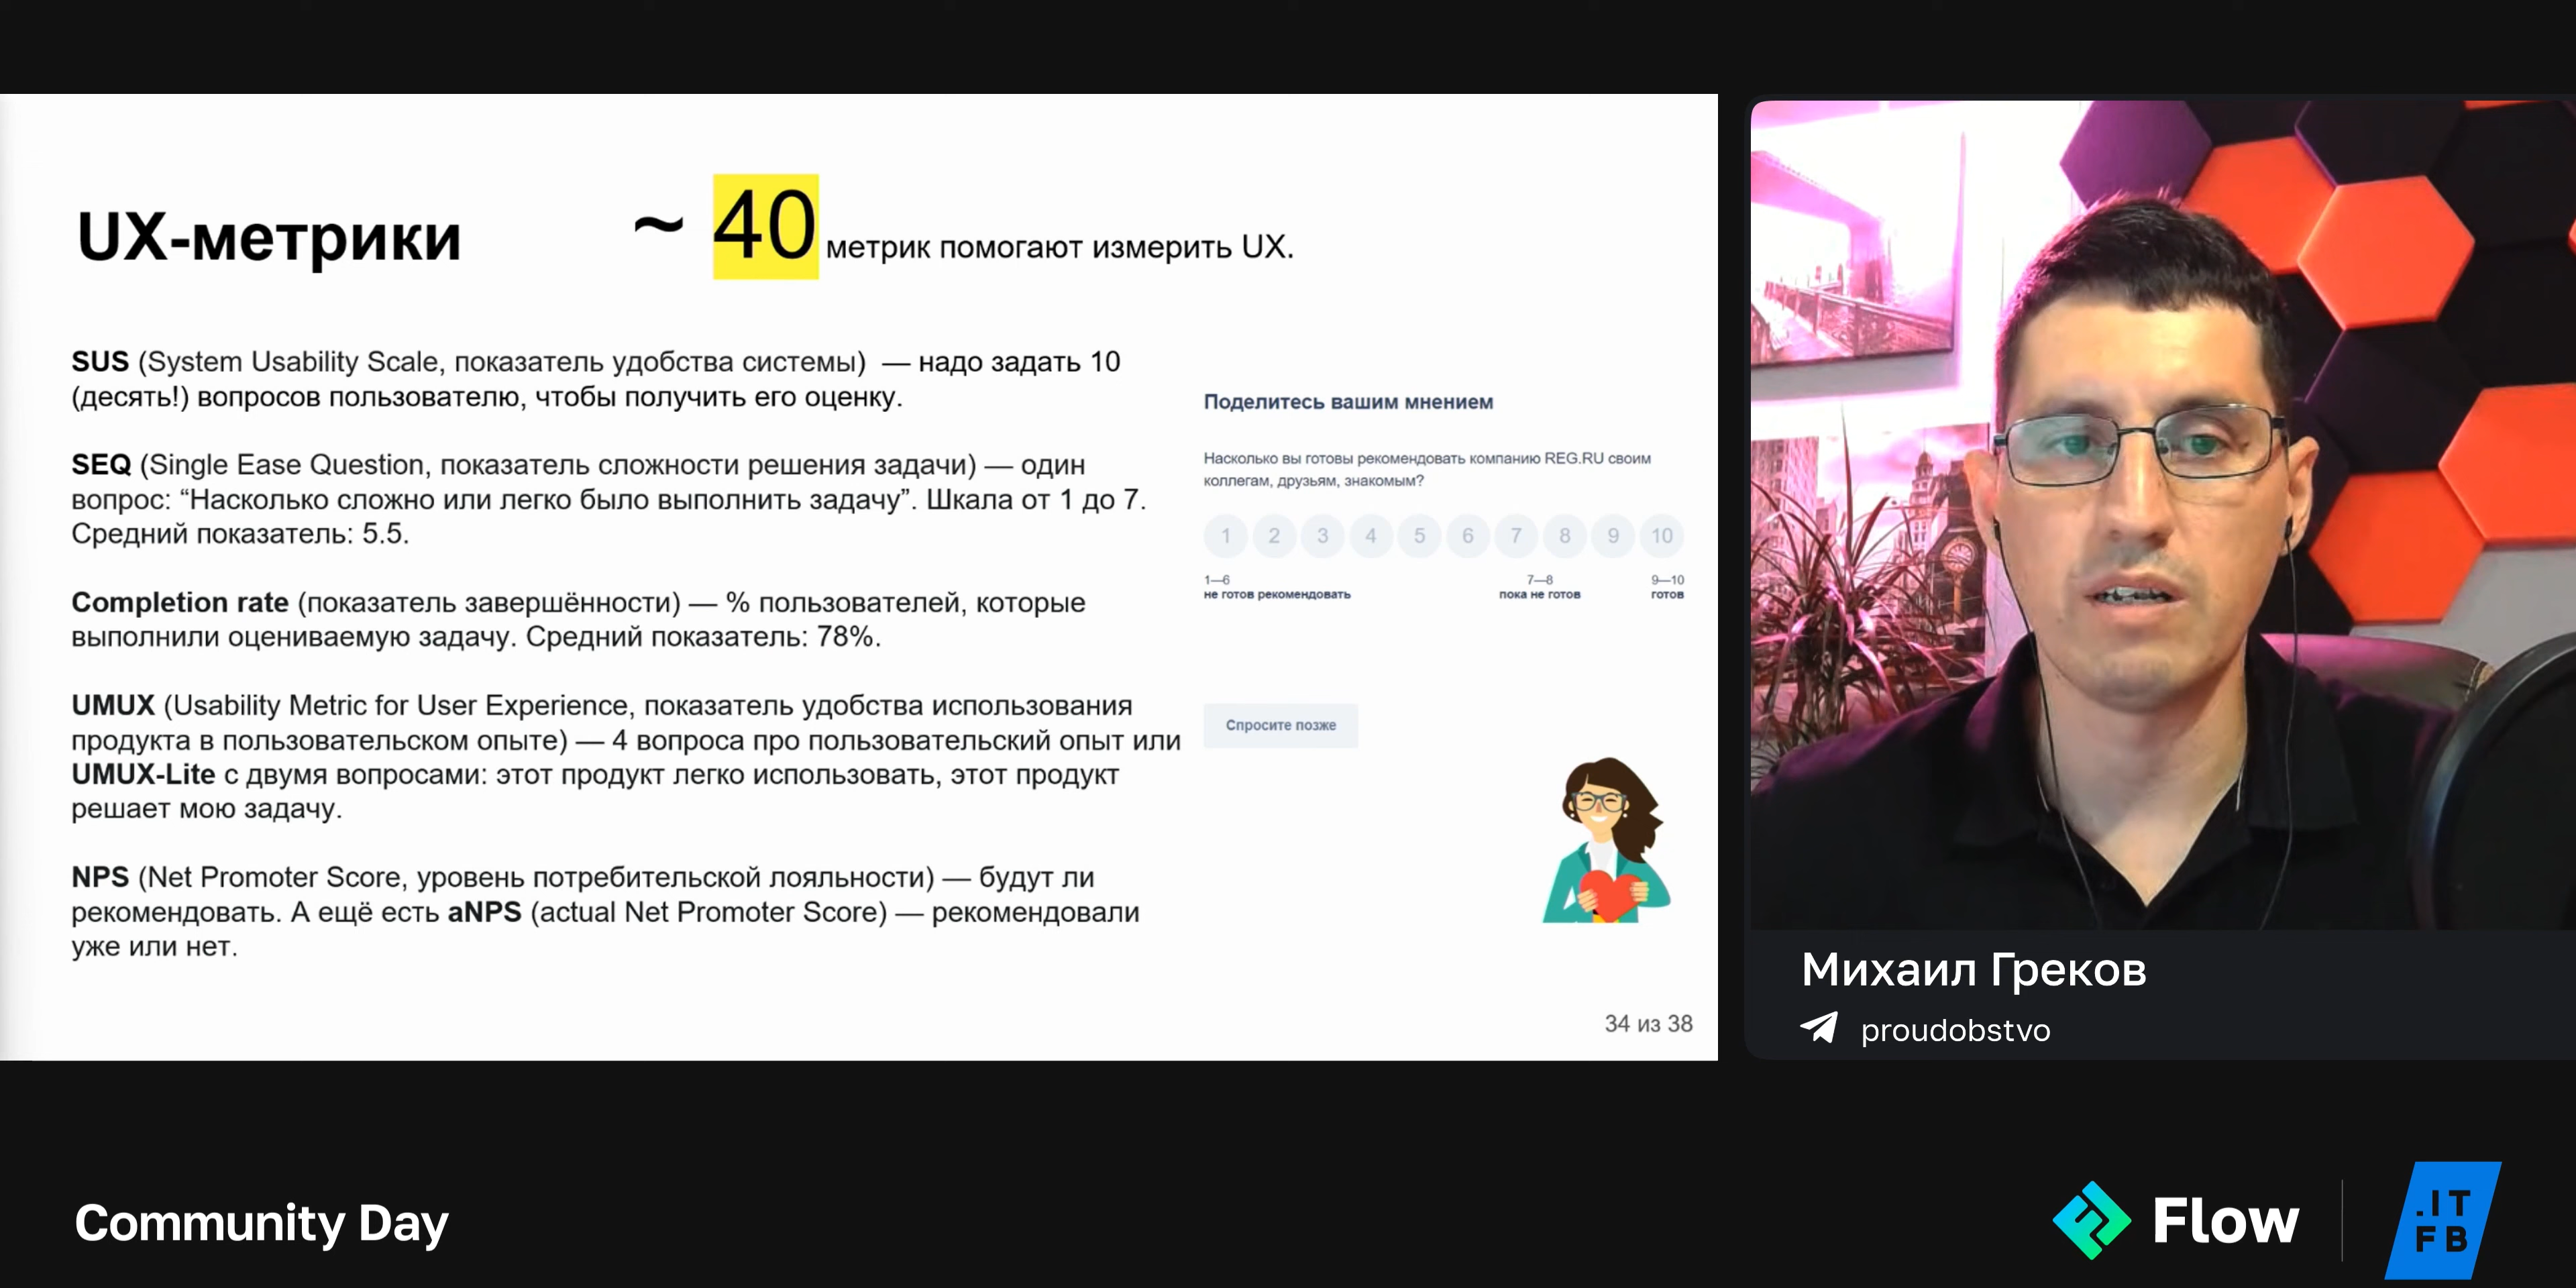 UX-метрики
~ 40 метрик помогают измерить UX.
SUS (System Usability Scale, показатель удобства системы) — надо задать 10
(десять!) вопросов пользователю, чтобы получить его оценку.
SEQ (Single Ease Question, показатель сложности решения задачи) — один
вопрос: “Насколько сложно или легко было выполнить задачу”. Шкала от 1 до 7.
Средний показатель: 5.5.
Completion rate (показатель завершённости) — % пользователей, которые
выполнили оцениваемую задачу. Средний показатель: 78%.
UMUX (Usability Metric for User Experience, показатель удобства использования
продукта в пользовательском опыте) — 4 вопроса про пользовательский опыт или
UMUX-Lite с двумя вопросами: этот продукт легко использовать, этот продукт
решает мою задачу.
NPS (Net Promoter Score, уровень потребительской лояльности) — будут ли
рекомендовать. А ещё есть aNPS (actual Net Promoter Score) — рекомендовали
уже или нет.
Поделитесь вашим мнением
Насколько вы готовы рекомендовать компанию REG.RU своим
коллегам, друзьям, знакомым?
1 2 3 4 5 6 7 8 9 10
1—6 7—8 9—10
не готов рекомендовать пока не готов готов
Спросите позже
34 из 38
Михаил Греков
proudobstvo
Community Day
Flow
.IT
FB